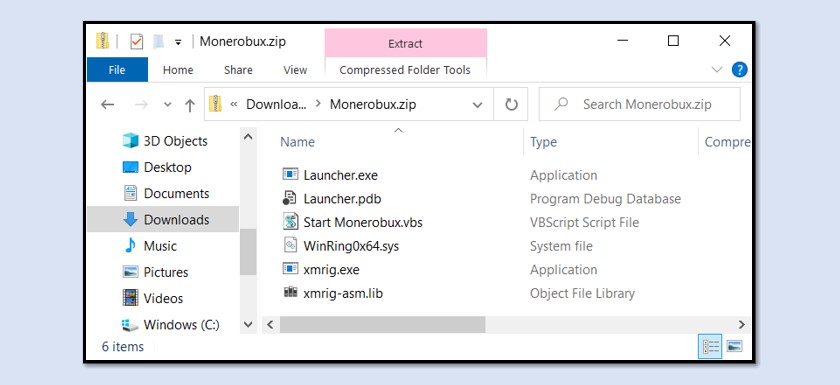 Monerobux.zip
Extract
File
Home
Share
View
Compressed Folder Tools
?
« Downloa... > Monerobux.zip
Search Monerobux.zip
3D Objects
Desktop
Documents
Downloads
Music
Pictures
Videos
Windows (C:)
Name Type Compre
Launcher.exe Application
Launcher.pdb Program Debug Database
Start Monerobux.vbs VBScript Script File
WinRing0x64.sys System file
xmrig.exe Application
xmrig-asm.lib Object File Library
6 items